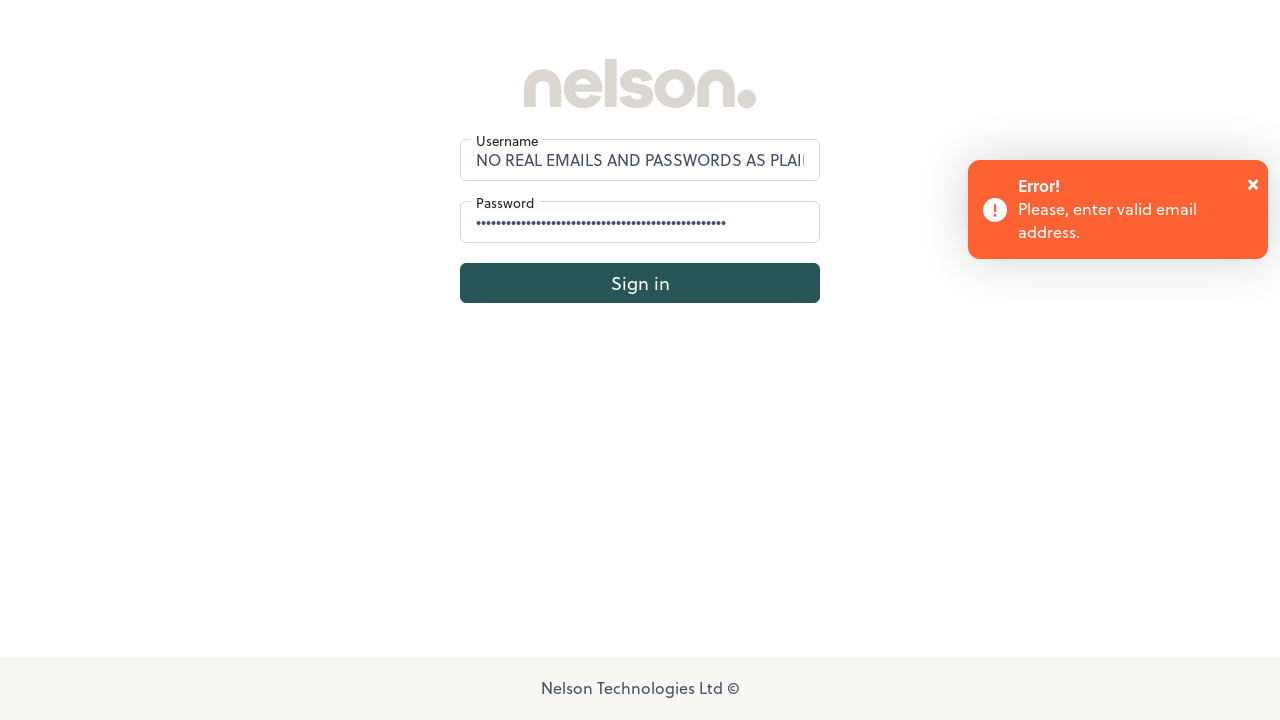 nelson.
Username
NO REAL EMAILS AND PASSWORDS AS PLAI
Password
Sign in
Error!
Please, enter valid email
address.
×
Nelson Technologies Ltd ©